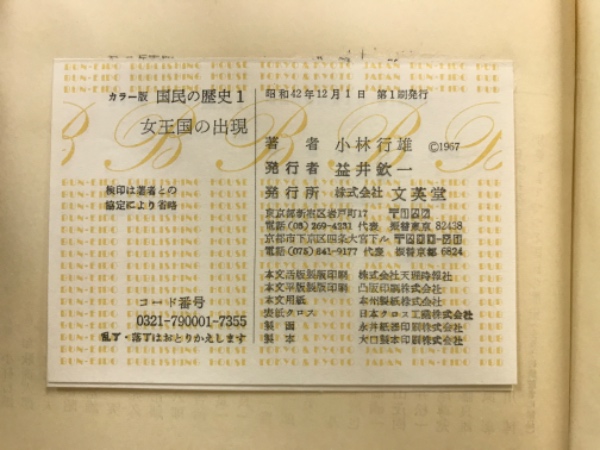 カラー版 国民の歴史1
女王国の出現
検印は著者との
協定により省略
コード番号
0321-790001-7355
乱丁・落丁はおとりかえします
昭和42年12月1日 第1刷発行
著者 小林行雄 ©1967
発行者 益井欽一
発行所 株式会社 文英堂
東京都新宿区岩戸町17
電話(03)269-4231 代表 振替東京 82438
京都市下京区四条大宮下ル
電話(075)841-9177 代表 振替京都 6824
本文活版製版印刷 株式会社天理時報社
本文平版製版印刷 凸版印刷株式会社
本文用紙 本州製紙株式会社
表紙クロス 日本クロス工業株式会社
製函 永井紙器印刷株式会社
製本 大口製本印刷株式会社
BUN-EIDO PUBLISHING HOUSE TOKYO & KYOTO JAPAN